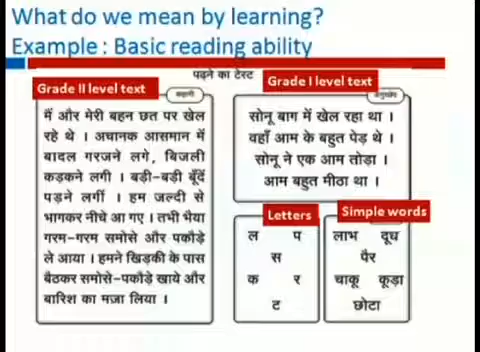 What do we mean by learning?
Example : Basic reading ability
पढ़ने का टेस्ट
Grade II level text
कहानी
मैं और मेरी बहन छत पर खेल
रहे थे । अचानक आसमान में
बादल गरजने लगे, बिजली
कड़कने लगी । बड़ी-बड़ी बूँदें
पड़ने लगीं । हम जल्दी से
भागकर नीचे आ गए । तभी भैया
गरम-गरम समोसे और पकौड़े
ले आया । हमने खिड़की के पास
बैठकर समोसे-पकौड़े खाये और
बारिश का मजा लिया ।
Grade I level text
अनुच्छेद
सोनू बाग में खेल रहा था ।
वहाँ आम के बहुत पेड़ थे ।
सोनू ने एक आम तोड़ा ।
आम बहुत मीठा था ।
Letters
ल प
स
क र
ट
Simple words
लाभ दूध
पैर
चाकू कूड़ा
छोटा